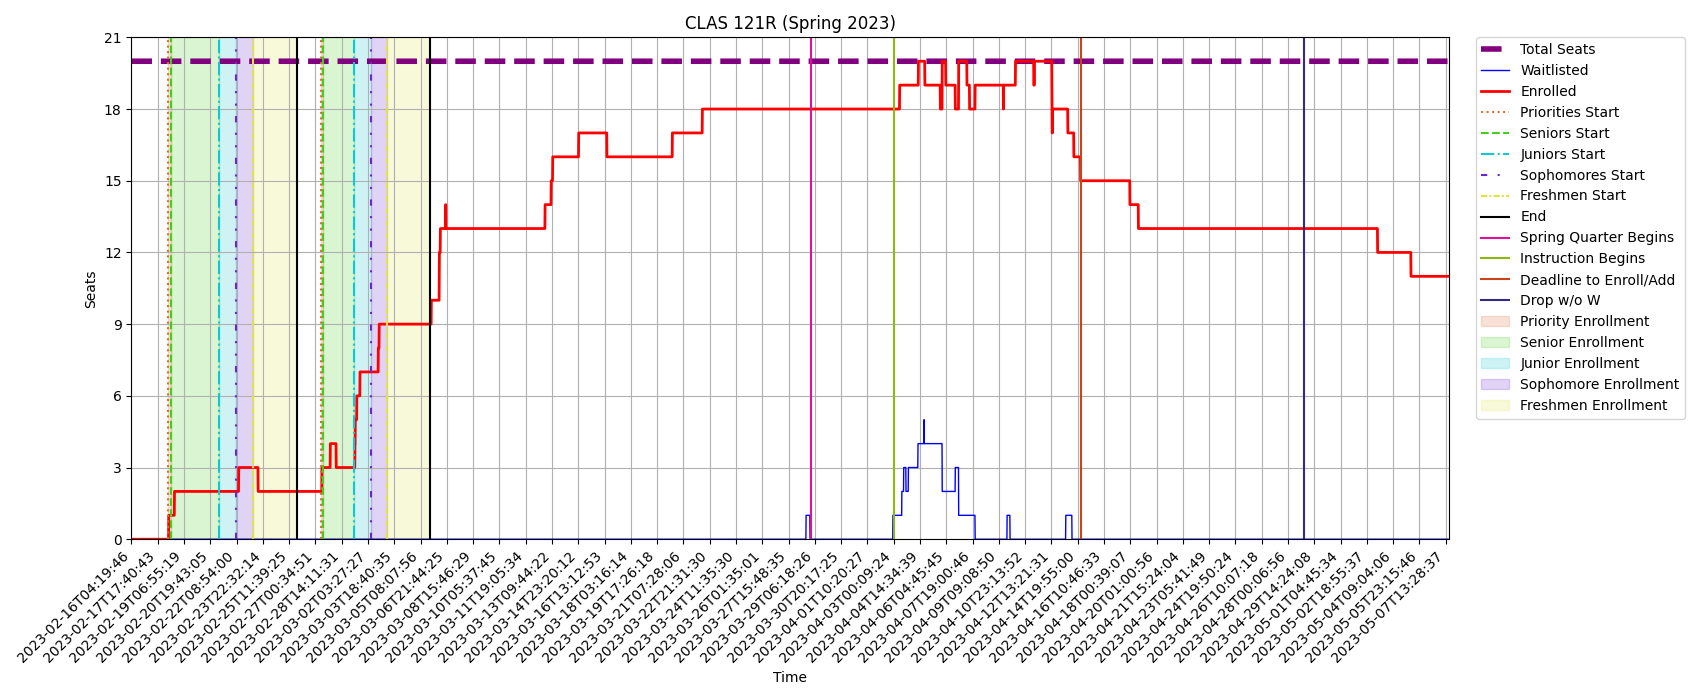 CLAS 121R (Spring 2023)
Seats
21
18
15
12
9
6
3
0
2023-02-16T04:19:46
2023-02-17T17:40:43
2023-02-19T06:55:19
2023-02-20T19:43:05
2023-02-22T08:54:00
2023-02-23T22:32:14
2023-02-25T11:39:25
2023-02-27T00:34:51
2023-02-28T14:11:31
2023-03-02T03:27:27
2023-03-03T18:40:35
2023-03-05T08:07:56
2023-03-06T21:44:25
2023-03-08T15:46:29
2023-03-10T05:37:45
2023-03-11T19:05:34
2023-03-13T09:44:22
2023-03-14T23:20:12
2023-03-16T13:12:53
2023-03-18T03:16:14
2023-03-19T17:26:18
2023-03-21T07:28:06
2023-03-22T21:31:30
2023-03-24T11:35:30
2023-03-26T01:35:01
2023-03-27T15:48:35
2023-03-29T06:18:26
2023-03-30T20:17:25
2023-04-01T10:20:27
2023-04-03T00:09:24
2023-04-04T14:34:39
2023-04-06T04:45:45
2023-04-07T19:00:46
2023-04-09T09:08:50
2023-04-10T23:13:52
2023-04-12T13:21:31
2023-04-14T19:55:00
2023-04-16T10:46:33
2023-04-18T00:39:07
2023-04-20T01:00:56
2023-04-21T15:24:04
2023-04-23T05:41:49
2023-04-24T19:50:24
2023-04-26T10:07:18
2023-04-28T00:06:56
2023-04-29T14:24:08
2023-05-01T04:45:34
2023-05-02T18:55:37
2023-05-04T09:04:06
2023-05-05T23:15:46
2023-05-07T13:28:37
Time
Total Seats
Waitlisted
Enrolled
Priorities Start
Seniors Start
Juniors Start
Sophomores Start
Freshmen Start
End
Spring Quarter Begins
Instruction Begins
Deadline to Enroll/Add
Drop w/o W
Priority Enrollment
Senior Enrollment
Junior Enrollment
Sophomore Enrollment
Freshmen Enrollment